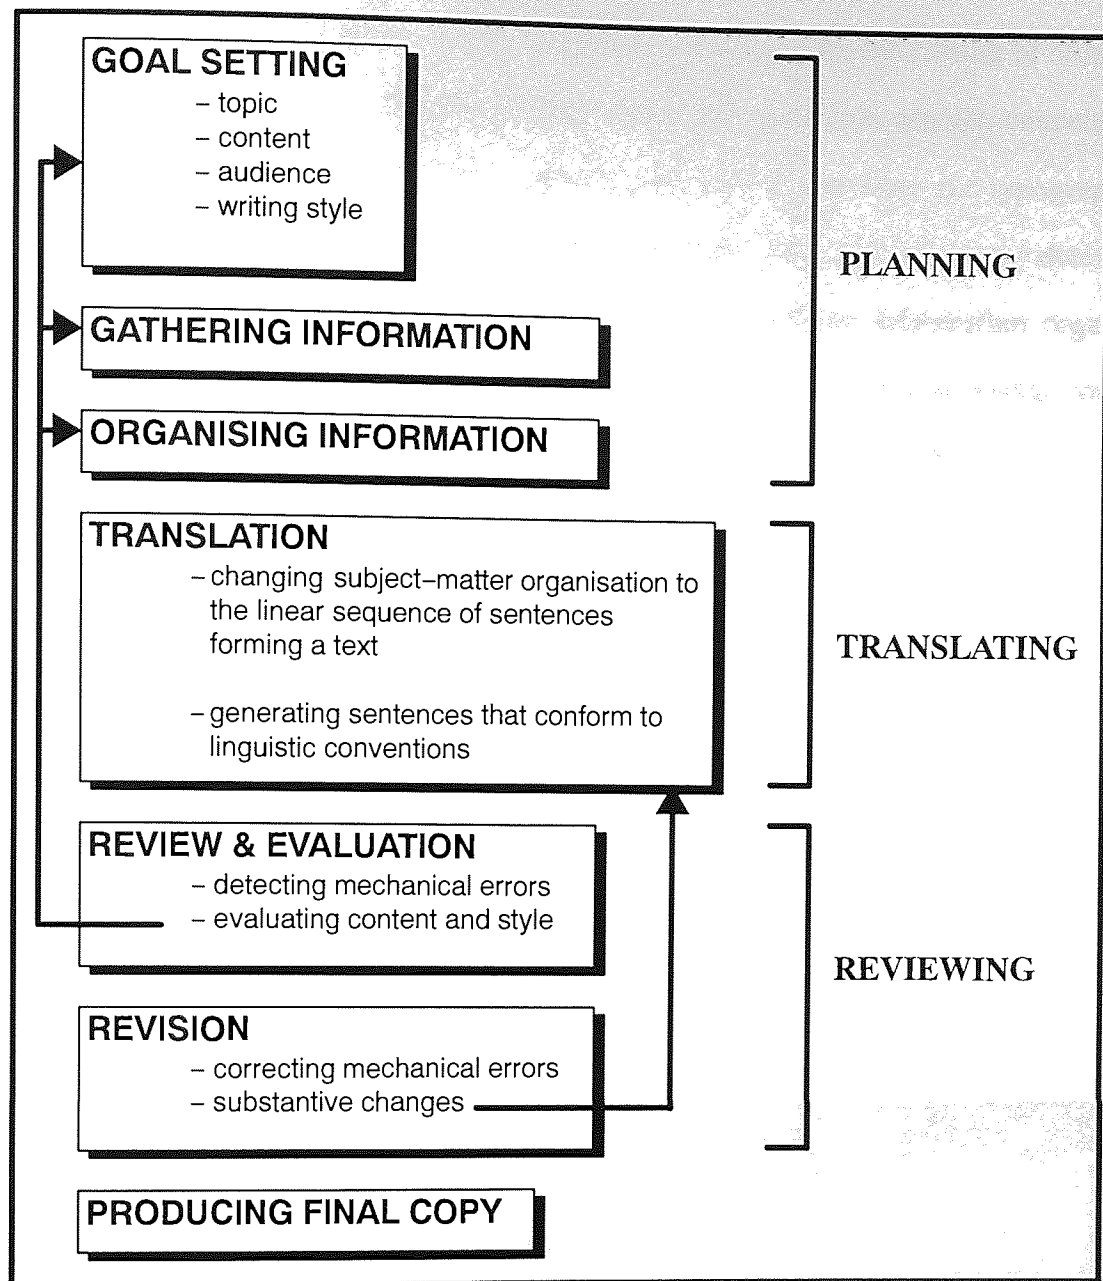 GOAL SETTING
– topic
– content
– audience
– writing style
PLANNING
GATHERING INFORMATION
ORGANISING INFORMATION
TRANSLATION
– changing subject–matter organisation to
the linear sequence of sentences
forming a text
– generating sentences that conform to
linguistic conventions
TRANSLATING
REVIEW & EVALUATION
– detecting mechanical errors
– evaluating content and style
REVIEWING
REVISION
– correcting mechanical errors
– substantive changes
PRODUCING FINAL COPY